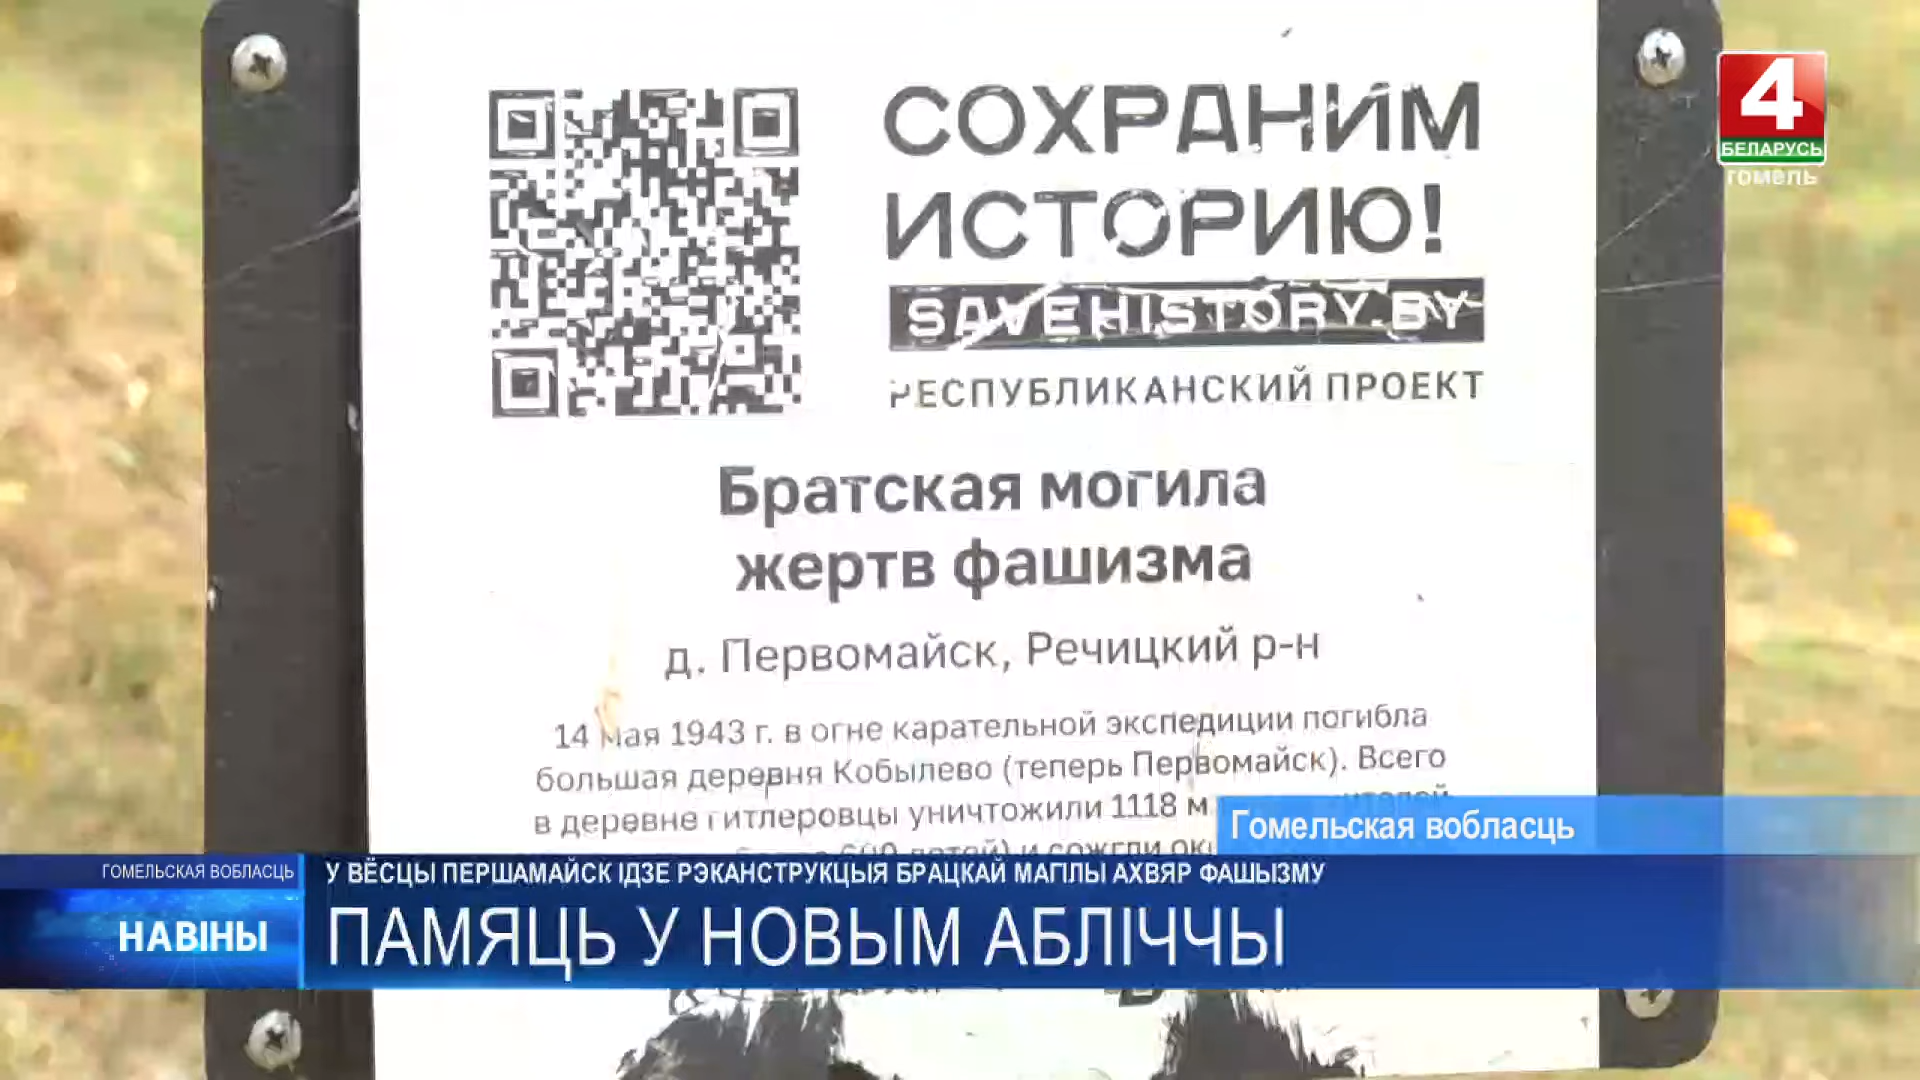 СОХРАНИМ
ИСТОРИЮ!
SAVEHISTORY.BY
РЕСПУБЛИКАНСКИЙ ПРОЕКТ
4
БЕЛАРУСЬ
гомель
Братская могила
жертв фашизма
д. Первомайск, Речицкий р-н
14 мая 1943 г. в огне карательной экспедиции погибла
большая деревня Кобылево (теперь Первомайск). Всего
в деревне гитлеровцы уничтожили 1118
и сожгли
Гомельская вобласць
ГОМЕЛЬСКАЯ ВОБЛАСЦЬ
НАВІНЫ
У ВЁСЦЫ ПЕРШАМАЙСК ІДЗЕ РЭКАНСТРУКЦЫЯ БРАЦКАЙ МАГІЛЫ АХВЯР ФАШЫЗМУ
ПАМЯЦЬ У НОВЫМ АБЛІЧЧЫ